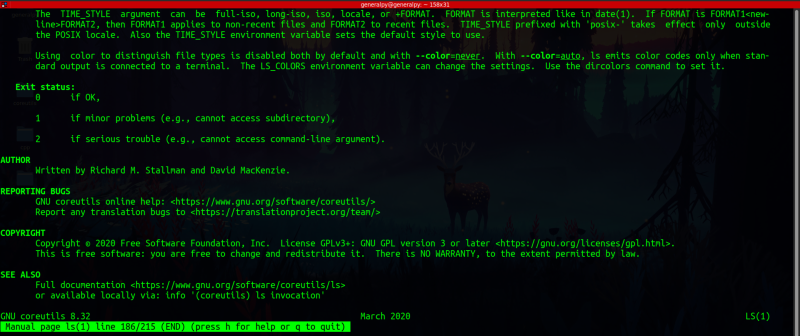 generalpy@generalpy: ~ 158x31
The TIME_STYLE argument can be full-iso, long-iso, iso, locale, or +FORMAT. FORMAT is interpreted like in date(1). If FORMAT is FORMAT1<new-
line>FORMAT2, then FORMAT1 applies to non-recent files and FORMAT2 to recent files. TIME_STYLE prefixed with 'posix-' takes effect only outside
the POSIX locale. Also the TIME_STYLE environment variable sets the default style to use.
Using color to distinguish file types is disabled both by default and with --color=never. With --color=auto, ls emits color codes only when stan-
dard output is connected to a terminal. The LS_COLORS environment variable can change the settings. Use the dircolors command to set it.
Exit status:
0 if OK,
1 if minor problems (e.g., cannot access subdirectory),
2 if serious trouble (e.g., cannot access command-line argument).
AUTHOR
Written by Richard M. Stallman and David MacKenzie.
REPORTING BUGS
GNU coreutils online help: <https://www.gnu.org/software/coreutils/>
Report any translation bugs to <https://translationproject.org/team/>
COPYRIGHT
Copyright © 2020 Free Software Foundation, Inc. License GPLv3+: GNU GPL version 3 or later <https://gnu.org/licenses/gpl.html>.
This is free software: you are free to change and redistribute it. There is NO WARRANTY, to the extent permitted by law.
SEE ALSO
Full documentation <https://www.gnu.org/software/coreutils/ls>
or available locally via: info '(coreutils) ls invocation'
GNU coreutils 8.32 March 2020 LS(1)
Manual page ls(1) line 186/215 (END) (press h for help or q to quit)